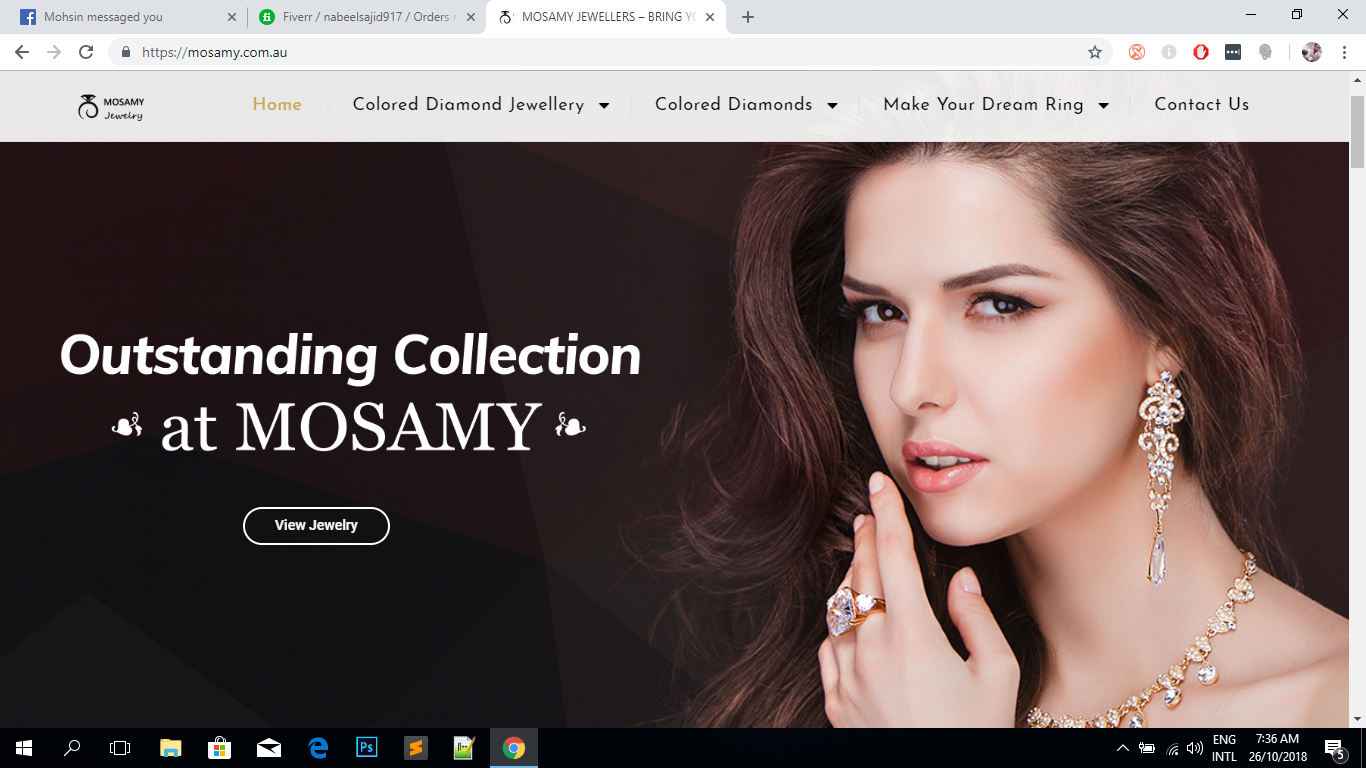 Mohsin messaged you
Fiverr / nabeelsajid917 / Orders
MOSAMY JEWELLERS – BRING YO
https://mosamy.com.au
MOSAMY
Jewelry
Home
Colored Diamond Jewellery
Colored Diamonds
Make Your Dream Ring
Contact Us
Outstanding Collection
at MOSAMY
View Jewelry
Ps
ENG
INTL
7:36 AM
26/10/2018
5